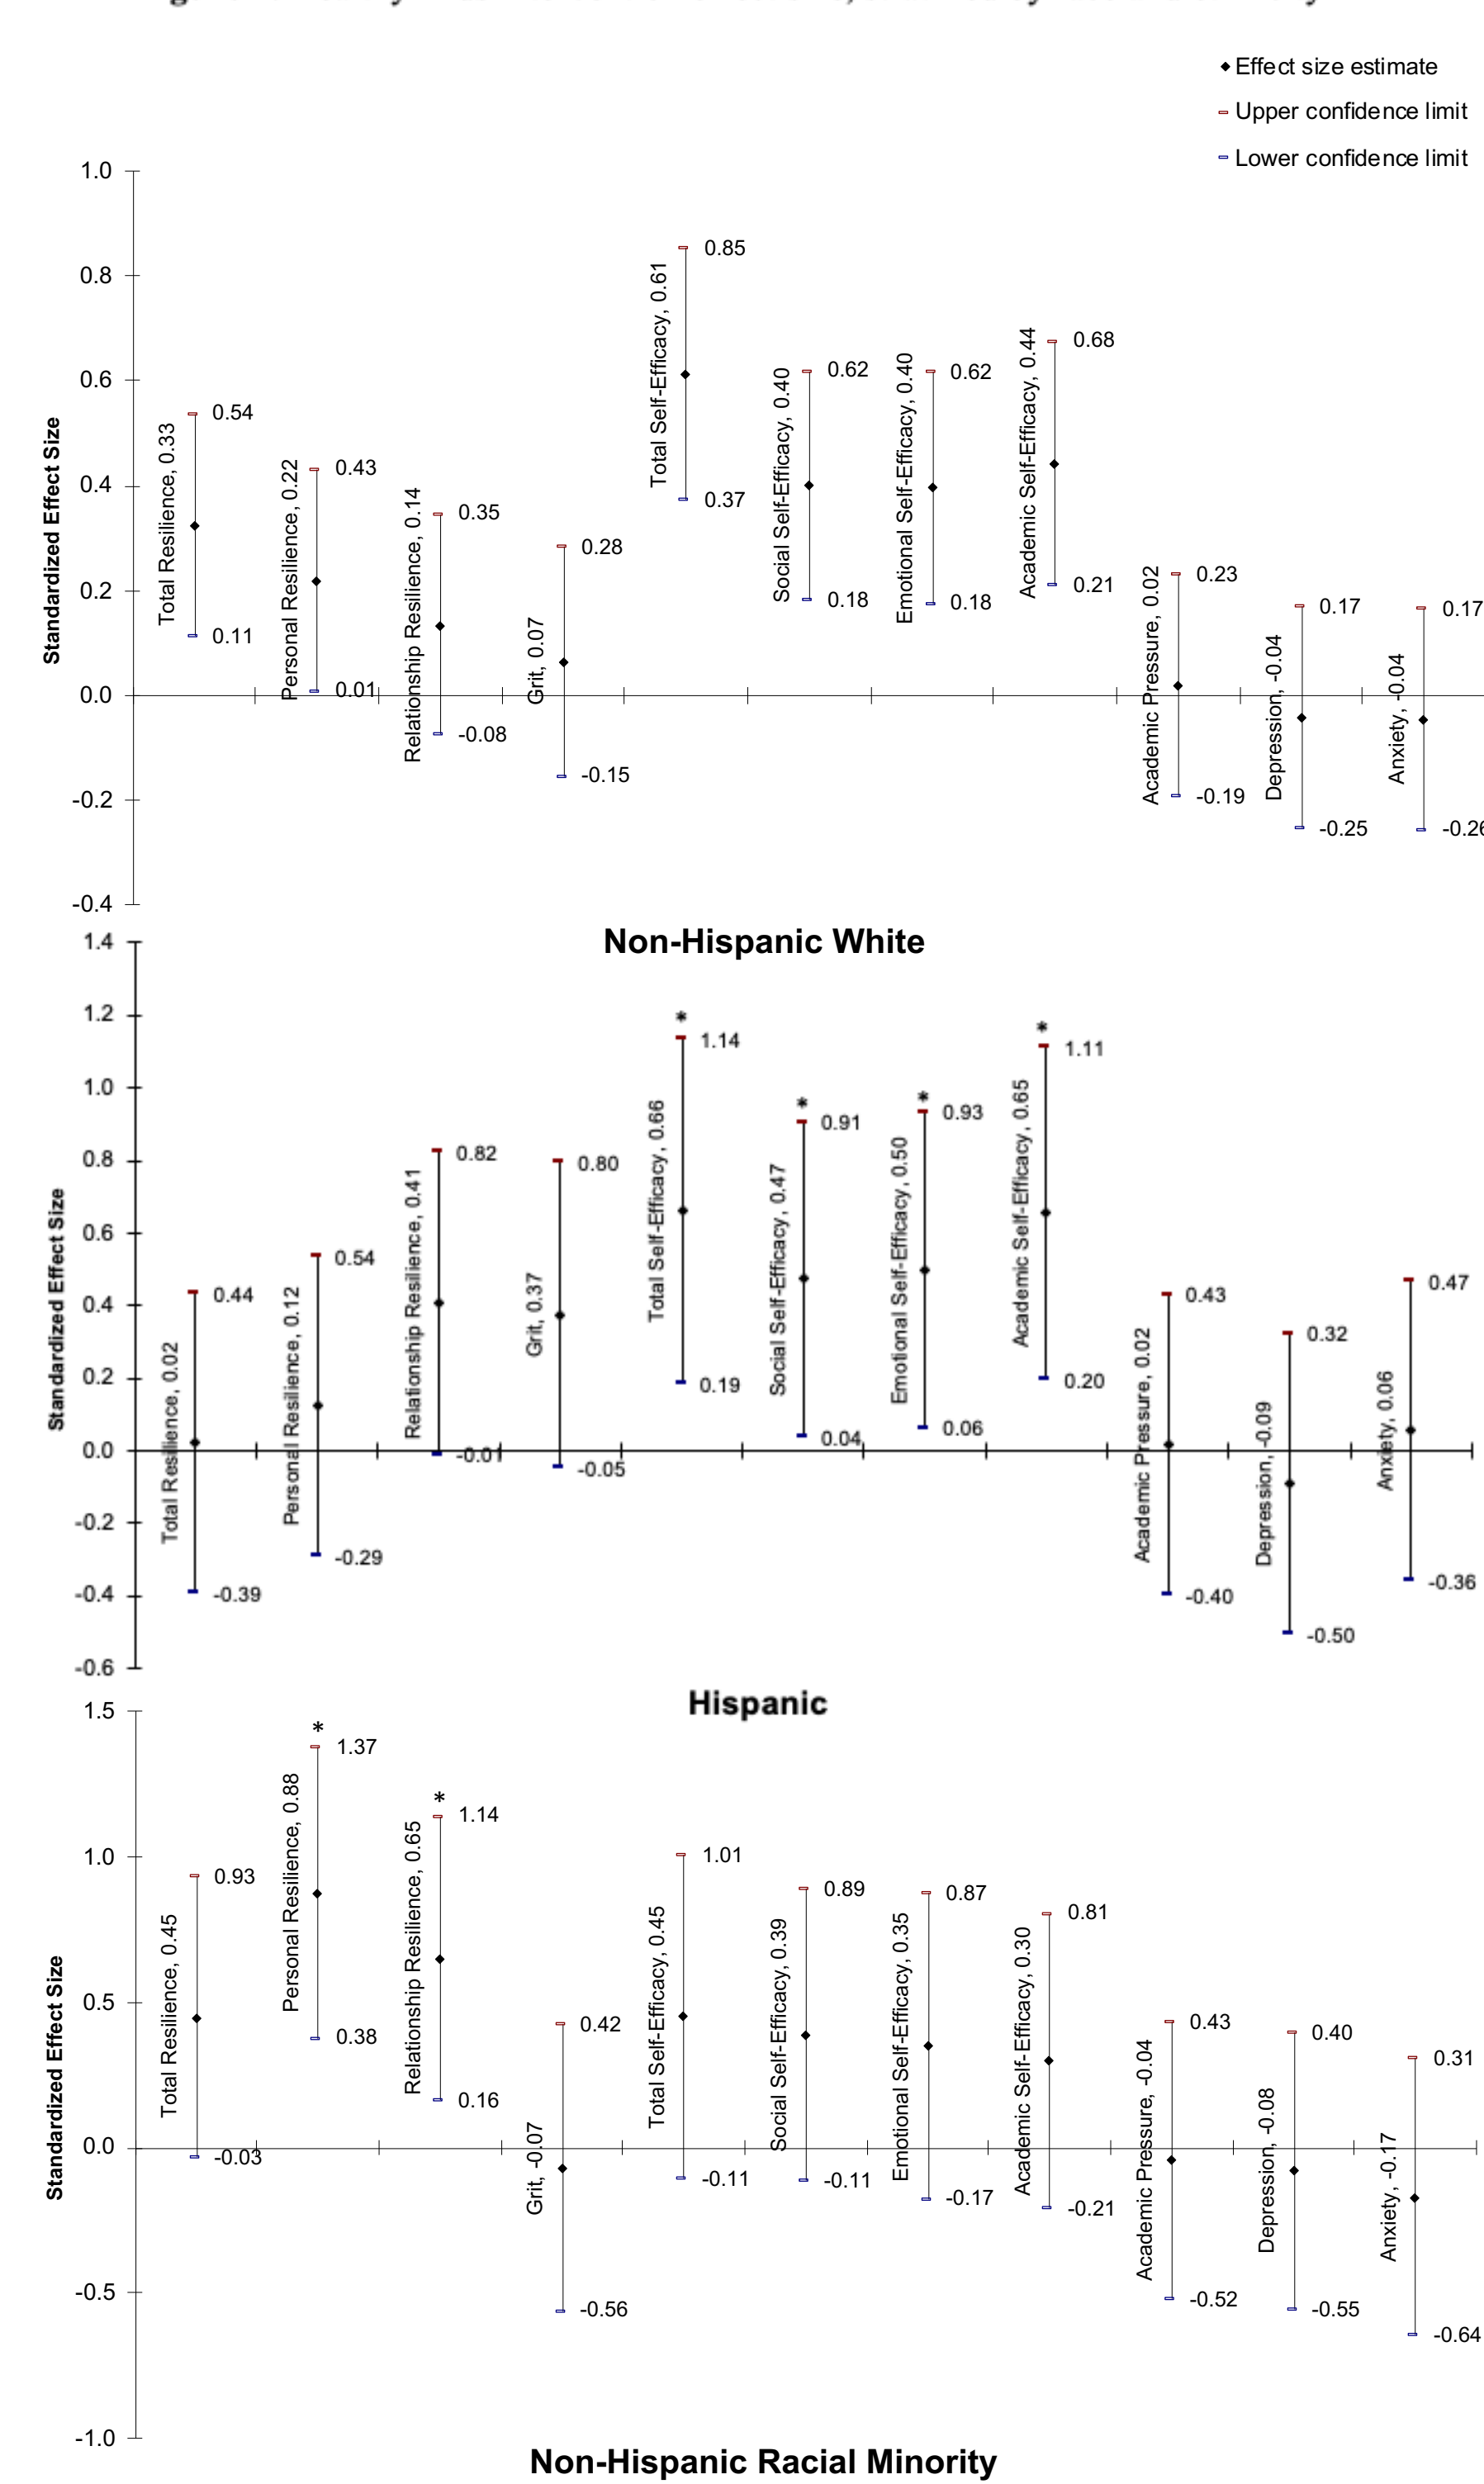 Effect size estimate
Upper confidence limit
Lower confidence limit
Standardized Effect Size
1.0
0.8
0.6
0.4
0.2
0.0
-0.2
-0.4
Total Resilience, 0.33
0.54
0.11
Personal Resilience, 0.22
0.43
0.01
Relationship Resilience, 0.14
0.35
-0.08
Grit, 0.07
0.28
-0.15
Total Self-Efficacy, 0.61
0.85
0.37
Social Self-Efficacy, 0.40
0.62
0.18
Emotional Self-Efficacy, 0.40
0.62
0.18
Academic Self-Efficacy, 0.44
0.68
0.21
Academic Pressure, 0.02
0.23
-0.19
Depression, -0.04
0.17
-0.25
Anxiety, -0.04
0.17
-0.26
Non-Hispanic White
Standardized Effect Size
1.4
1.2
1.0
0.8
0.6
0.4
0.2
0.0
-0.2
-0.4
-0.6
Total Resilience, 0.02
0.44
-0.39
Personal Resilience, 0.12
0.54
-0.29
Relationship Resilience, 0.41
0.82
-0.01
Grit, 0.37
0.80
-0.05
Total Self-Efficacy, 0.66
*
1.14
0.19
Social Self-Efficacy, 0.47
*
0.91
0.04
Emotional Self-Efficacy, 0.50
*
0.93
0.06
Academic Self-Efficacy, 0.65
*
1.11
0.20
Academic Pressure, 0.02
0.43
-0.40
Depression, -0.09
0.32
-0.50
Anxiety, 0.06
0.47
-0.36
Hispanic
Standardized Effect Size
1.5
1.0
0.5
0.0
-0.5
-1.0
Total Resilience, 0.45
0.93
-0.03
Personal Resilience, 0.88
*
1.37
0.38
Relationship Resilience, 0.65
*
1.14
0.16
Grit, -0.07
0.42
-0.56
Total Self-Efficacy, 0.45
1.01
-0.11
Social Self-Efficacy, 0.39
0.89
-0.11
Emotional Self-Efficacy, 0.35
0.87
-0.17
Academic Self-Efficacy, 0.30
0.81
-0.21
Academic Pressure, -0.04
0.43
-0.52
Depression, -0.08
0.40
-0.55
Anxiety, -0.17
0.31
-0.64
Non-Hispanic Racial Minority